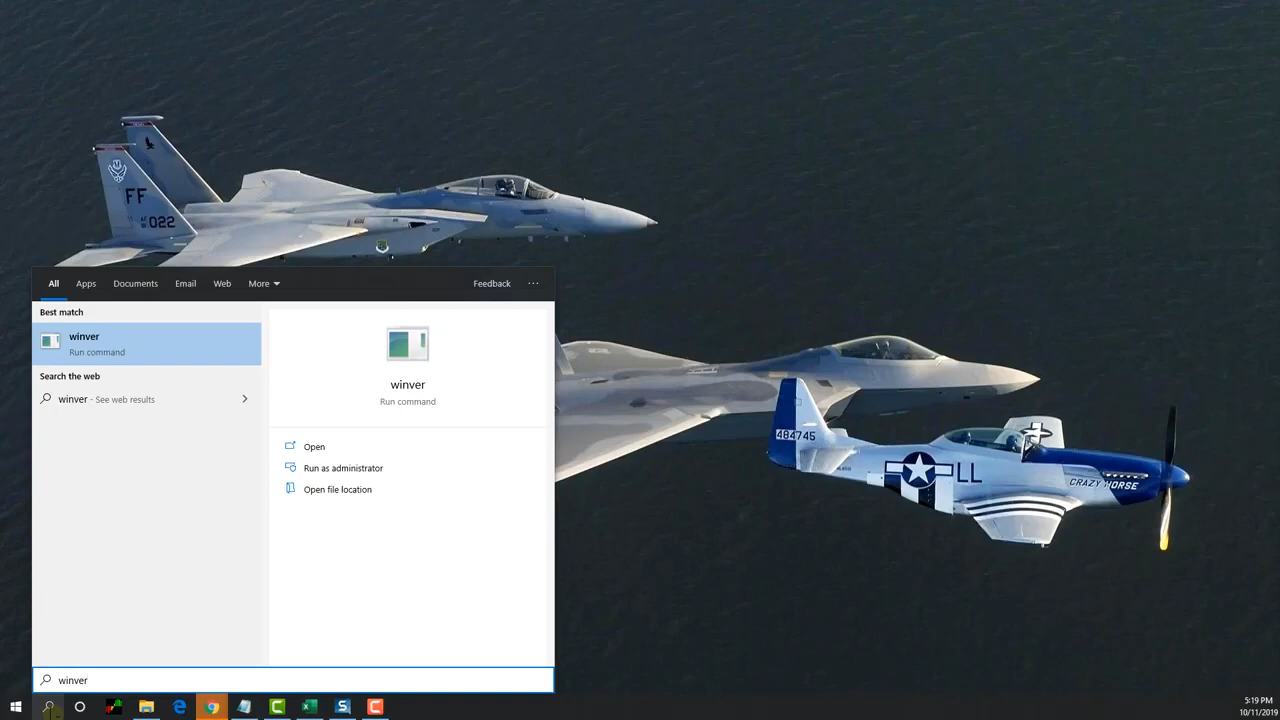 FF
AF 022
All Apps Documents Email Web More Feedback ...
Best match
winver
Run command
Search the web
winver - See web results
winver
Run command
Open
Run as administrator
Open file location
484745
LL
CRAZY HORSE
winver
5:19 PM
10/11/2019